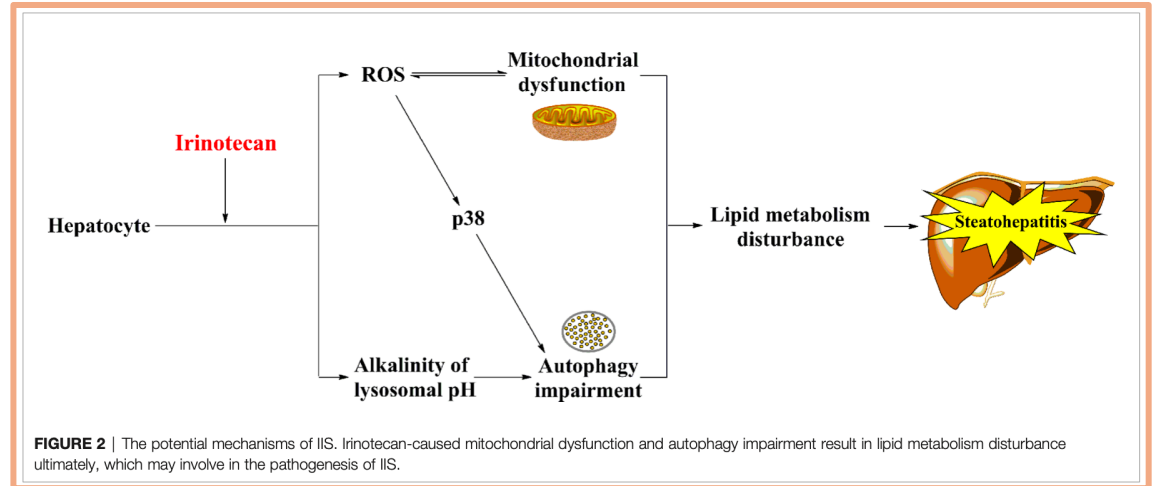 Mitochondrial
dysfunction
ROS
Irinotecan
Hepatocyte
p38
Lipid metabolism
disturbance
Steatohepatitis
Alkalinity of
lysosomal pH
Autophagy
impairment
FIGURE 2 | The potential mechanisms of IIS. Irinotecan-caused mitochondrial dysfunction and autophagy impairment result in lipid metabolism disturbance
ultimately, which may involve in the pathogenesis of IIS.